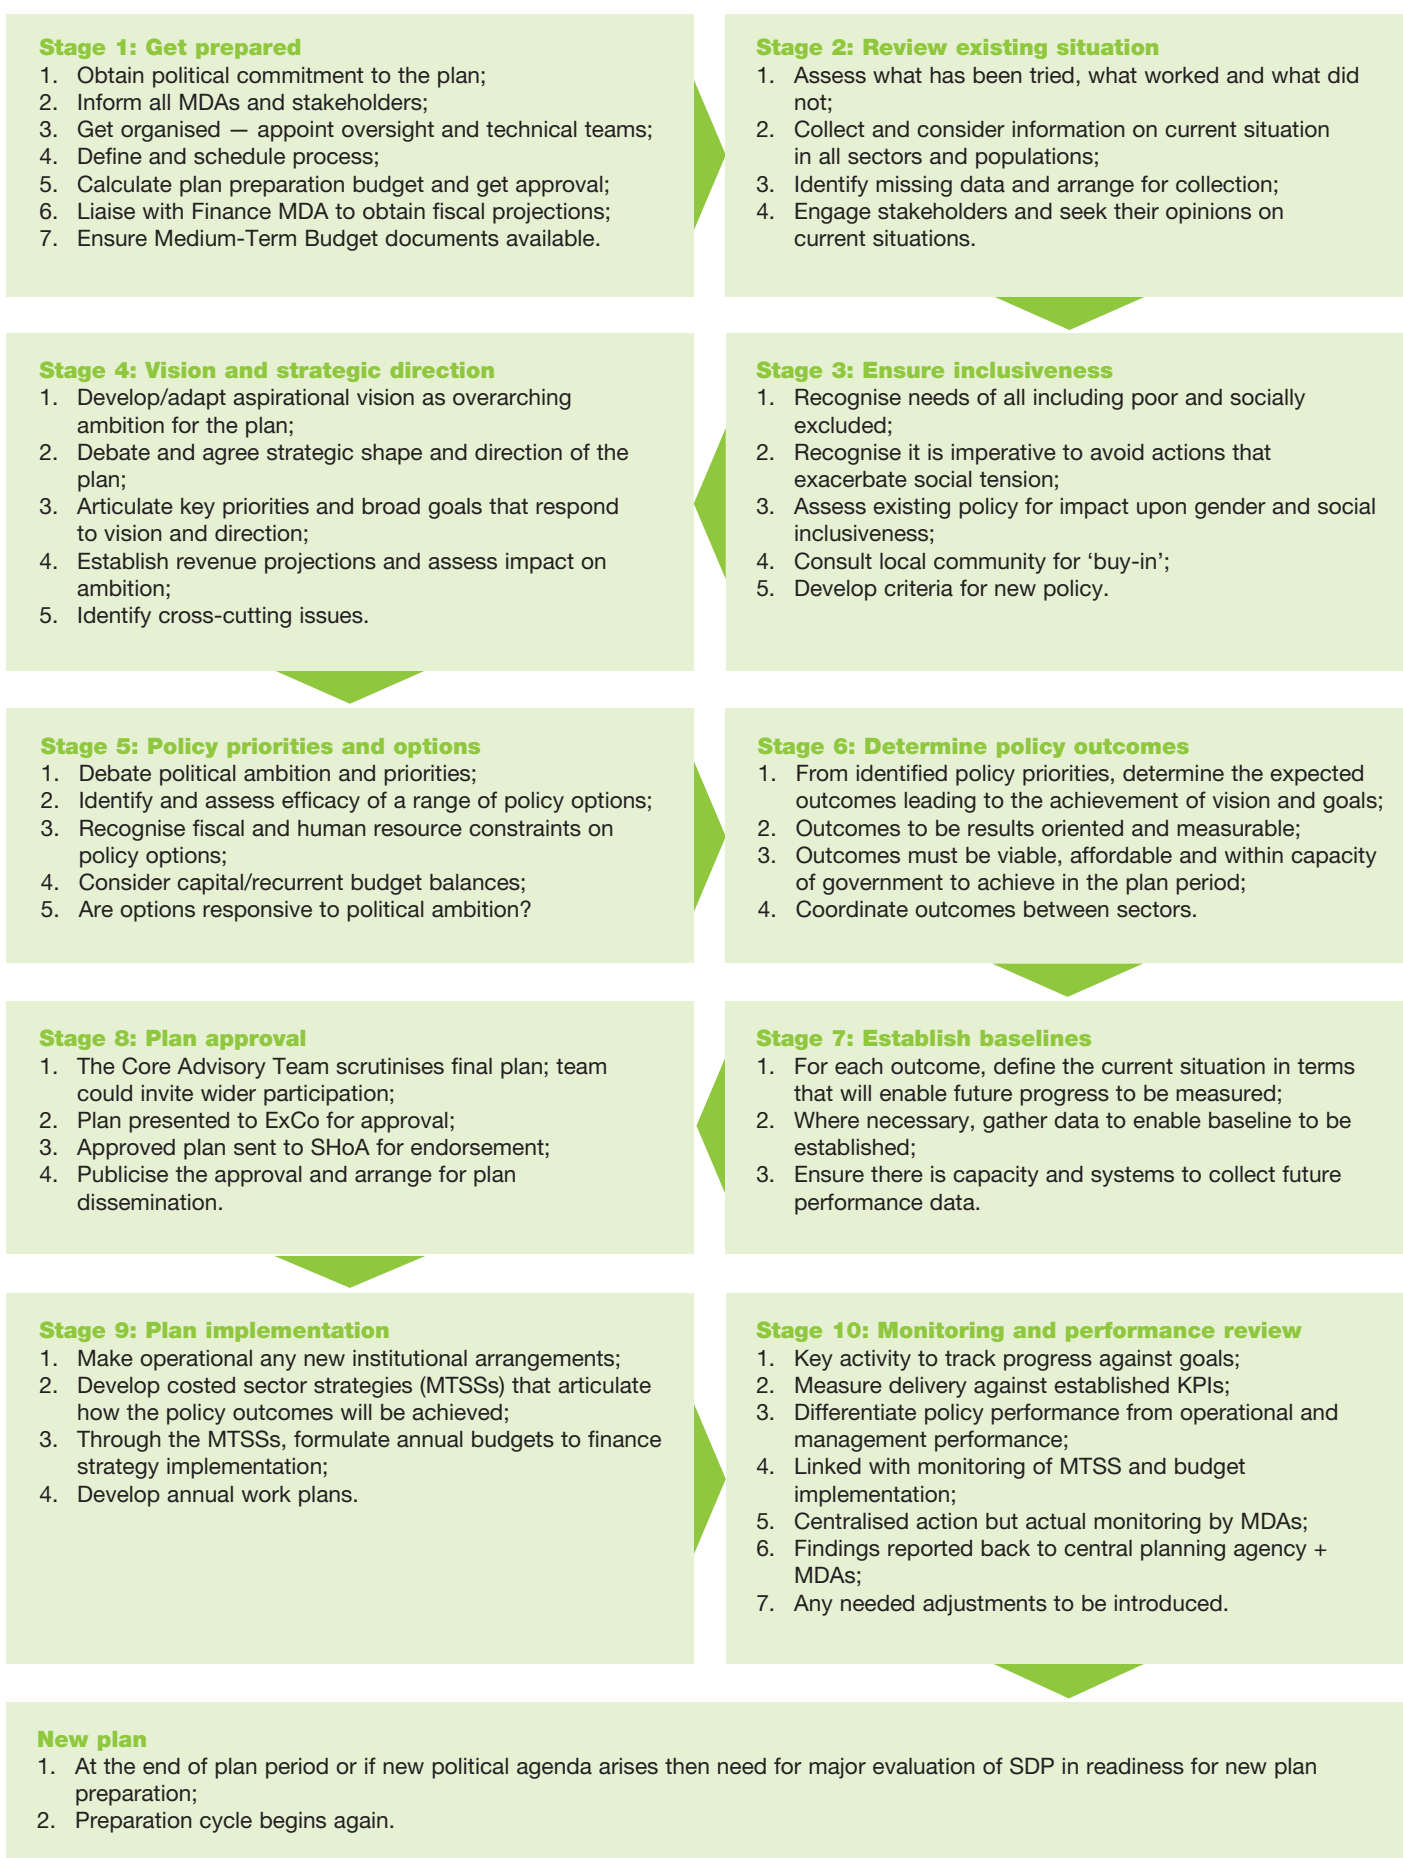 Stage 1: Get prepared
1. Obtain political commitment to the plan;
2. Inform all MDAs and stakeholders;
3. Get organised — appoint oversight and technical teams;
4. Define and schedule process;
5. Calculate plan preparation budget and get approval;
6. Liaise with Finance MDA to obtain fiscal projections;
7. Ensure Medium-Term Budget documents available.
Stage 2: Review existing situation
1. Assess what has been tried, what worked and what did
not;
2. Collect and consider information on current situation
in all sectors and populations;
3. Identify missing data and arrange for collection;
4. Engage stakeholders and seek their opinions on
current situations.
Stage 3: Ensure inclusiveness
1. Recognise needs of all including poor and socially
excluded;
2. Recognise it is imperative to avoid actions that
exacerbate social tension;
3. Assess existing policy for impact upon gender and social
inclusiveness;
4. Consult local community for ‘buy-in’;
5. Develop criteria for new policy.
Stage 4: Vision and strategic direction
1. Develop/adapt aspirational vision as overarching
ambition for the plan;
2. Debate and agree strategic shape and direction of the
plan;
3. Articulate key priorities and broad goals that respond
to vision and direction;
4. Establish revenue projections and assess impact on
ambition;
5. Identify cross-cutting issues.
Stage 5: Policy priorities and options
1. Debate political ambition and priorities;
2. Identify and assess efficacy of a range of policy options;
3. Recognise fiscal and human resource constraints on
policy options;
4. Consider capital/recurrent budget balances;
5. Are options responsive to political ambition?
Stage 6: Determine policy outcomes
1. From identified policy priorities, determine the expected
outcomes leading to the achievement of vision and goals;
2. Outcomes to be results oriented and measurable;
3. Outcomes must be viable, affordable and within capacity
of government to achieve in the plan period;
4. Coordinate outcomes between sectors.
Stage 7: Establish baselines
1. For each outcome, define the current situation in terms
that will enable future progress to be measured;
2. Where necessary, gather data to enable baseline to be
established;
3. Ensure there is capacity and systems to collect future
performance data.
Stage 8: Plan approval
1. The Core Advisory Team scrutinises final plan; team
could invite wider participation;
2. Plan presented to ExCo for approval;
3. Approved plan sent to SHoA for endorsement;
4. Publicise the approval and arrange for plan
dissemination.
Stage 9: Plan implementation
1. Make operational any new institutional arrangements;
2. Develop costed sector strategies (MTSSs) that articulate
how the policy outcomes will be achieved;
3. Through the MTSSs, formulate annual budgets to finance
strategy implementation;
4. Develop annual work plans.
Stage 10: Monitoring and performance review
1. Key activity to track progress against goals;
2. Measure delivery against established KPIs;
3. Differentiate policy performance from operational and
management performance;
4. Linked with monitoring of MTSS and budget
implementation;
5. Centralised action but actual monitoring by MDAs;
6. Findings reported back to central planning agency +
MDAs;
7. Any needed adjustments to be introduced.
New plan
1. At the end of plan period or if new political agenda arises then need for major evaluation of SDP in readiness for new plan
preparation;
2. Preparation cycle begins again.